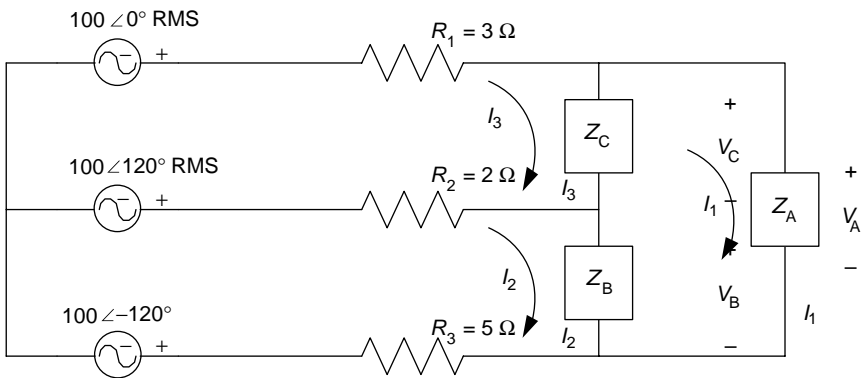 100∠0° RMS
− +
R1 = 3 Ω
I3
ZC
+
VC
−
100∠120° RMS
− +
R2 = 2 Ω
I3
I1
ZA
+
VA
−
I2
ZB
+
VB
−
100∠−120°
− +
R3 = 5 Ω
I2
I1